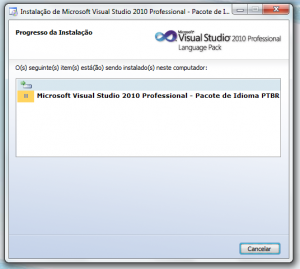 Instalação de Microsoft Visual Studio 2010 Professional - Pacote de I...
Progresso da Instalação
Microsoft
Visual Studio 2010 Professional
Language Pack
O(s) seguinte(s) item(s) está(ão) sendo instalado(s) neste computador:
Microsoft Visual Studio 2010 Professional - Pacote de Idioma PTBR
Cancelar